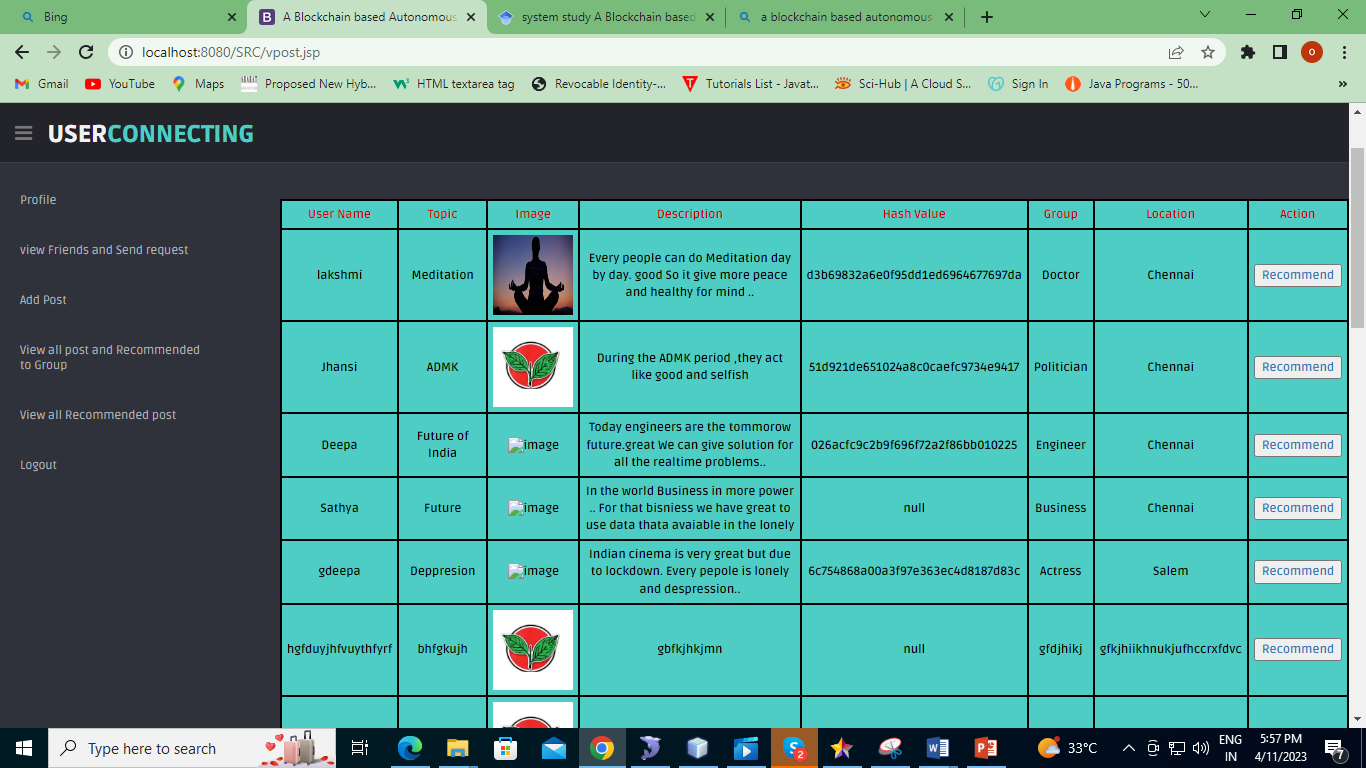 Bing
A Blockchain based Autonomous
system study A Blockchain based
a blockchain based autonomous
localhost:8080/SRC/vpost.jsp
o
Gmail
YouTube
Maps
Proposed New Hyb...
HTML textarea tag
Revocable Identity-...
Tutorials List - Javat...
Sci-Hub | A Cloud S...
Sign In
Java Programs - 50...
»
USERCONNECTING
Profile
view Friends and Send request
Add Post
View all post and Recommended
to Group
View all Recommended post
Logout
User Name Topic Image Description Hash Value Group Location Action
lakshmi
Meditation
Every people can do Meditation day
by day. good So it give more peace
and healthy for mind ..
d3b69832a6e0f95dd1ed6964677697da
Doctor
Chennai
Recommend
Jhansi
ADMK
During the ADMK period ,they act
like good and selfish
51d921de651024a8c0caefc9734e9417
Politician
Chennai
Recommend
Deepa
Future of
India
image
Today engineers are the tommorow
future.great We can give solution for
all the realtime problems..
026acfc9c2b9f696f72a2f86bb010225
Engineer
Chennai
Recommend
Sathya
Future
image
In the world Business in more power
.. For that bisniess we have great to
use data thata avaiable in the lonely
null
Business
Chennai
Recommend
gdeepa
Deppresion
image
Indian cinema is very great but due
to lockdown. Every pepole is lonely
and despression..
6c754868a00a3f97e363ec4d8187d83c
Actress
Salem
Recommend
hgfduyjhfvuythfyrf
bhfgkujh
gbfkjhkjmn
null
gfdjhikj
gfkjhiikhnukjufhccrxfdvc
Recommend
Type here to search
33°C
ENG
IN
5:57 PM
4/11/2023
7